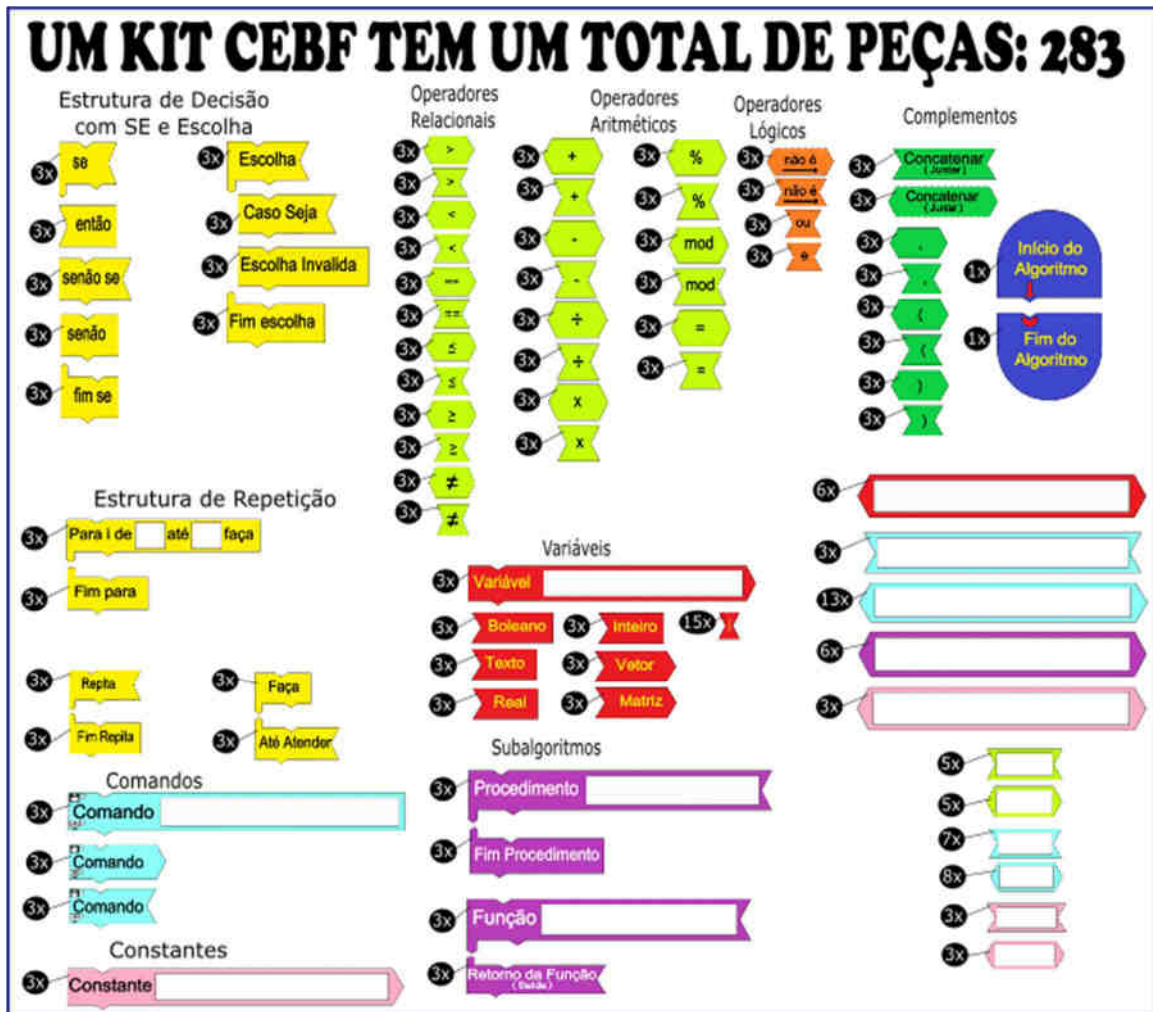 UM KIT CEBF TEM UM TOTAL DE PEÇAS: 283
Estrutura de Decisão
com SE e Escolha
3x se
3x então
3x senão se
3x senão
3x fim se
3x Escolha
3x Caso Seja
3x Escolha Invalida
3x Fim escolha
Operadores
Relacionais
3x >
3x >
3x <
3x <
3x ==
3x ==
3x ≤
3x ≤
3x ≥
3x ≥
3x ≠
3x ≠
Operadores
Aritméticos
3x +
3x +
3x -
3x -
3x ÷
3x ÷
3x x
3x x
3x %
3x %
3x mod
3x mod
3x =
3x =
Operadores
Lógicos
3x não é
3x não é
3x ou
3x e
Complementos
3x Concatenar
(Juntar)
3x Concatenar
(Juntar)
3x ,
3x ,
3x (
3x (
3x )
3x )
1x Início do
Algoritmo
1x Fim do
Algoritmo
Estrutura de Repetição
3x Para i de até faça
3x Fim para
3x Repita
3x Fim Repita
3x Faça
3x Até Atender
Comandos
3x Comando
3x Comando
3x Comando
Constantes
3x Constante
Variáveis
3x Variável
3x Boleano
3x Inteiro
15x
3x Texto
3x Vetor
3x Real
3x Matriz
Subalgoritmos
3x Procedimento
3x Fim Procedimento
3x Função
3x Retorno da Função
(Saída)
6x
3x
13x
6x
3x
5x
5x
7x
8x
3x
3x